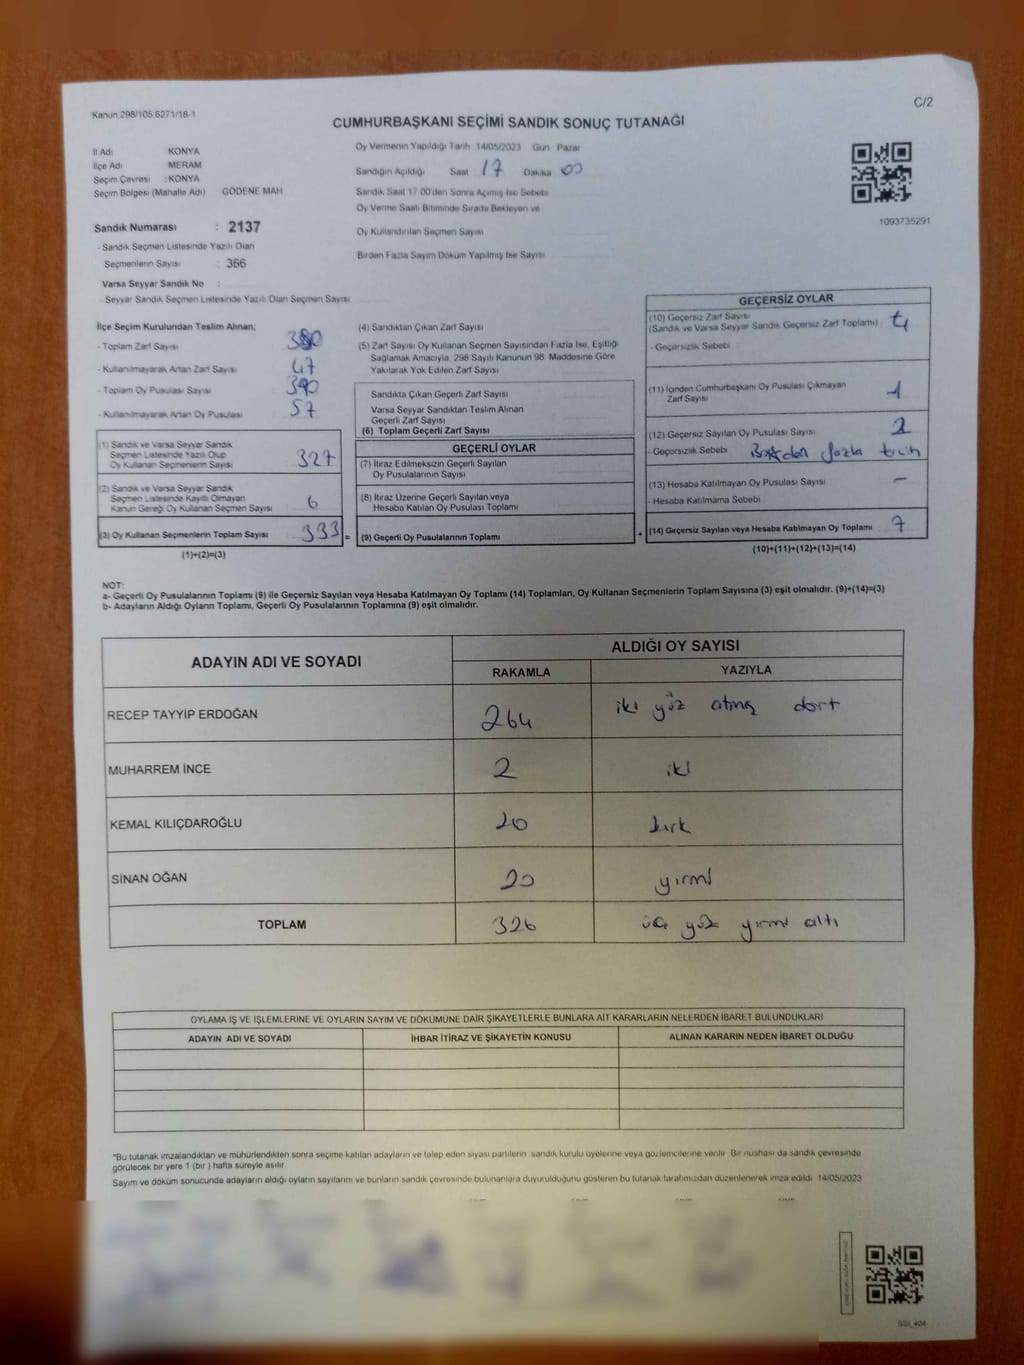 Kanun.298/105,6271/18-1
C/2
CUMHURBAŞKANI SEÇİMİ SANDIK SONUÇ TUTANAĞI
İl Adı KONYA
İlçe Adı MERAM
Seçim Çevresi : KONYA
Seçim Bölgesi (Mahalle Adı) GÖDENE MAH
Oy Vermenin Yapıldığı Tarih 14/05/2023 Gün Pazar
Sandığın Açıldığı Saat 17 Dakika 00
Sandık Saat 17.00'den Sonra Açılmış İse Sebebi
Oy Verme Saati Bitiminde Sırada Bekleyen ve
Oy Kullandırılan Seçmen Sayısı
Birden Fazla Sayım Döküm Yapılmış İse Sayısı
1093735291
Sandık Numarası : 2137
- Sandık Seçmen Listesinde Yazılı Olan
Seçmenlerin Sayısı : 366
Varsa Seyyar Sandık No :
- Seyyar Sandık Seçmen Listesinde Yazılı Olan Seçmen Sayısı
İlçe Seçim Kurulundan Teslim Alınan;
- Toplam Zarf Sayısı 380
- Kullanılmayarak Artan Zarf Sayısı 47
- Toplam Oy Pusulası Sayısı 390
- Kullanılmayarak Artan Oy Pusulası 57
(1) Sandık ve Varsa Seyyar Sandık
Seçmen Listesinde Yazılı Olup
Oy Kullanan Seçmenlerin Sayısı 327
(2) Sandık ve Varsa Seyyar Sandık
Seçmen Listesinde Kayıtlı Olmayan
Kanun Gereği Oy Kullanan Seçmen Sayısı 6
(3) Oy Kullanan Seçmenlerin Toplam Sayısı 333 =
(1)+(2)=(3)
(4) Sandıktan Çıkan Zarf Sayısı
(5) Zarf Sayısı Oy Kullanan Seçmen Sayısından Fazla İse, Eşitliği
Sağlamak Amacıyla, 298 Sayılı Kanunun 98. Maddesine Göre
Yakılarak Yok Edilen Zarf Sayısı
Sandıkta Çıkan Geçerli Zarf Sayısı
Varsa Seyyar Sandıktan Teslim Alınan
Geçerli Zarf Sayısı
(6) Toplam Geçerli Zarf Sayısı
GEÇERLİ OYLAR
(7) İtiraz Edilmeksizin Geçerli Sayılan
Oy Pusulasının Sayısı
(8) İtiraz Üzerine Geçerli Sayılan veya
Hesaba Katılan Oy Pusulası Toplamı
(9) Geçerli Oy Pusulalarının Toplamı +
GEÇERSİZ OYLAR
(10) Geçersiz Zarf Sayısı
(Sandık ve Varsa Seyyar Sandık Geçersiz Zarf Toplamı) 4
- Geçersizlik Sebebi
(11) İçinden Cumhurbaşkanı Oy Pusulası Çıkmayan
Zarf Sayısı 1
(12) Geçersiz Sayılan Oy Pusulası Sayısı 2
- Geçersizlik Sebebi Birden fazla tercih
(13) Hesaba Katılmayan Oy Pusulası Sayısı -
- Hesaba Katılmama Sebebi
(14) Geçersiz Sayılan veya Hesaba Katılmayan Oy Toplamı 7
(10)+(11)+(12)+(13)=(14)
NOT:
a- Geçerli Oy Pusulalarının Toplamı (9) ile Geçersiz Sayılan veya Hesaba Katılmayan Oy Toplamı (14) Toplamları, Oy Kullanan Seçmenlerin Toplam Sayısına (3) eşit olmalıdır. (9)+(14)=(3)
b- Adayların Aldığı Oyların Toplamı, Geçerli Oy Pusulalarının Toplamına (9) eşit olmalıdır.
ADAYIN ADI VE SOYADI ALDIĞI OY SAYISI
RAKAMLA YAZIYLA
RECEP TAYYİP ERDOĞAN 264 iki yüz atmış dört
MUHARREM İNCE 2 iki
KEMAL KILIÇDAROĞLU 20 kırk
SİNAN OĞAN 20 yirmi
TOPLAM 326 üç yüz yirmi altı
OYLAMA İŞ VE İŞLEMLERİNE VE OYLARIN SAYIM VE DÖKÜMÜNE DAİR ŞİKAYETLERLE BUNLARA AİT KARARLARIN NELERDEN İBARET BULUNDUKLARI
ADAYIN ADI VE SOYADI İHBAR İTİRAZ VE ŞİKAYETİN KONUSU ALINAN KARARIN NEDEN İBARET OLDUĞU
*Bu tutanak imzalandıktan ve mühürlendikten sonra seçime katılan adayların ve talep eden siyasi partilerin sandık kurulu üyelerine veya gözlemcilerine verilir. Bir nüshası da sandık çevresinde
görülecek bir yere 1 (bir) hafta süreyle asılır.
Sayım ve döküm sonucunda adayların aldığı oyların sayılarını ve bunların sandık çevresinde bulunanlara duyurulduğunu gösteren bu tutanak tarafımızdan düzenlenerek imza edildi. 14/05/2023